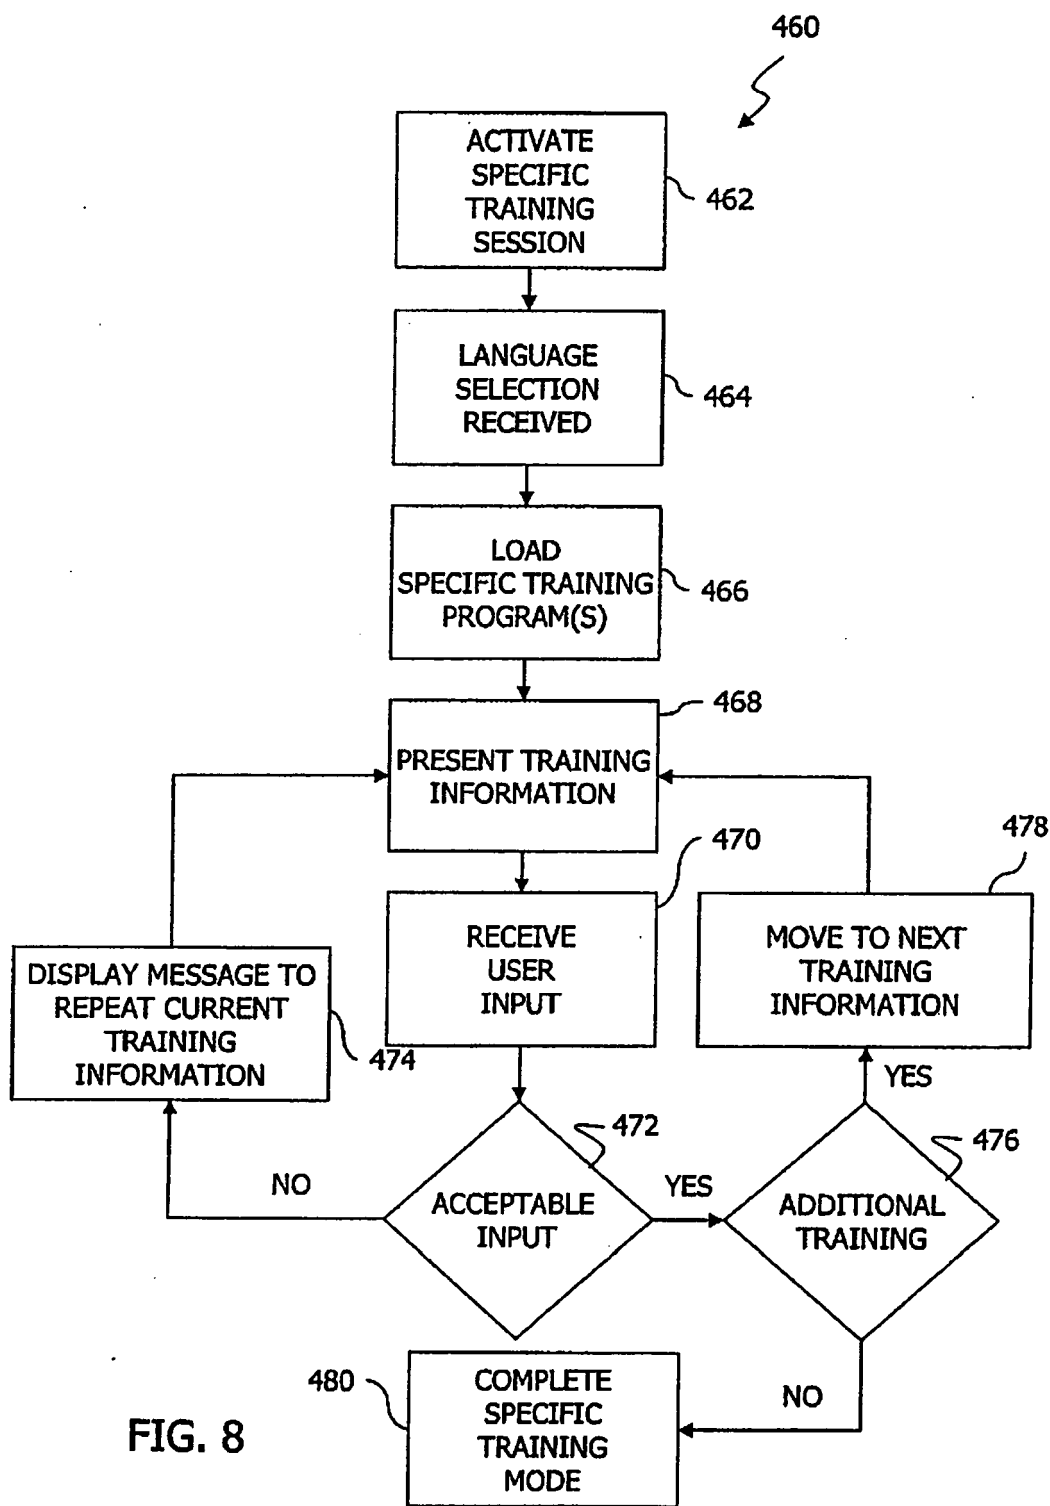 460
ACTIVATE
SPECIFIC
TRAINING
SESSION
462
LANGUAGE
SELECTION
RECEIVED
464
LOAD
SPECIFIC TRAINING
PROGRAM(S)
466
468
PRESENT TRAINING
INFORMATION
470
RECEIVE
USER
INPUT
478
MOVE TO NEXT
TRAINING
INFORMATION
DISPLAY MESSAGE TO
REPEAT CURRENT
TRAINING
INFORMATION
474
YES
472
476
NO
ACCEPTABLE
INPUT
YES
ADDITIONAL
TRAINING
480
COMPLETE
SPECIFIC
TRAINING
MODE
NO
FIG. 8